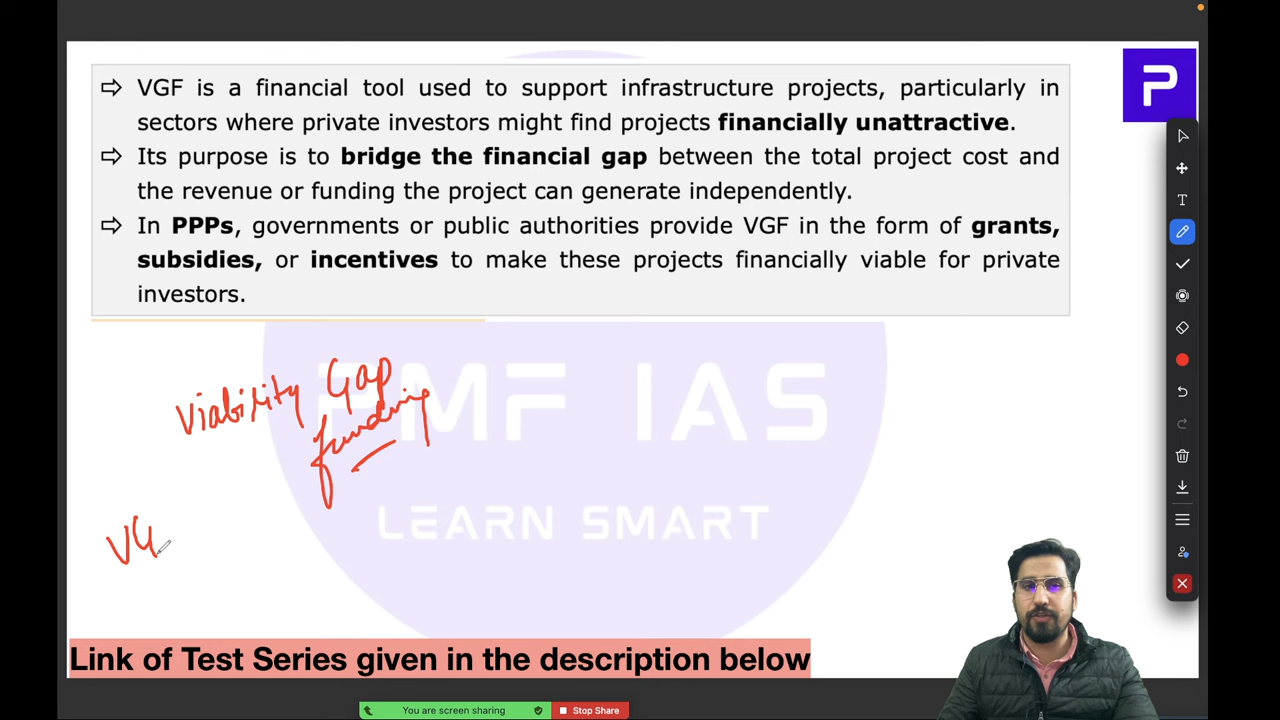 ⇨ VGF is a financial tool used to support infrastructure projects, particularly in
sectors where private investors might find projects financially unattractive.
⇨ Its purpose is to bridge the financial gap between the total project cost and
the revenue or funding the project can generate independently.
⇨ In PPPs, governments or public authorities provide VGF in the form of grants,
subsidies, or incentives to make these projects financially viable for private
investors.
P
T
Viability Gap
funding
PMF IAS
LEARN SMART
VG
Link of Test Series given in the description below
You are screen sharing
Stop Share